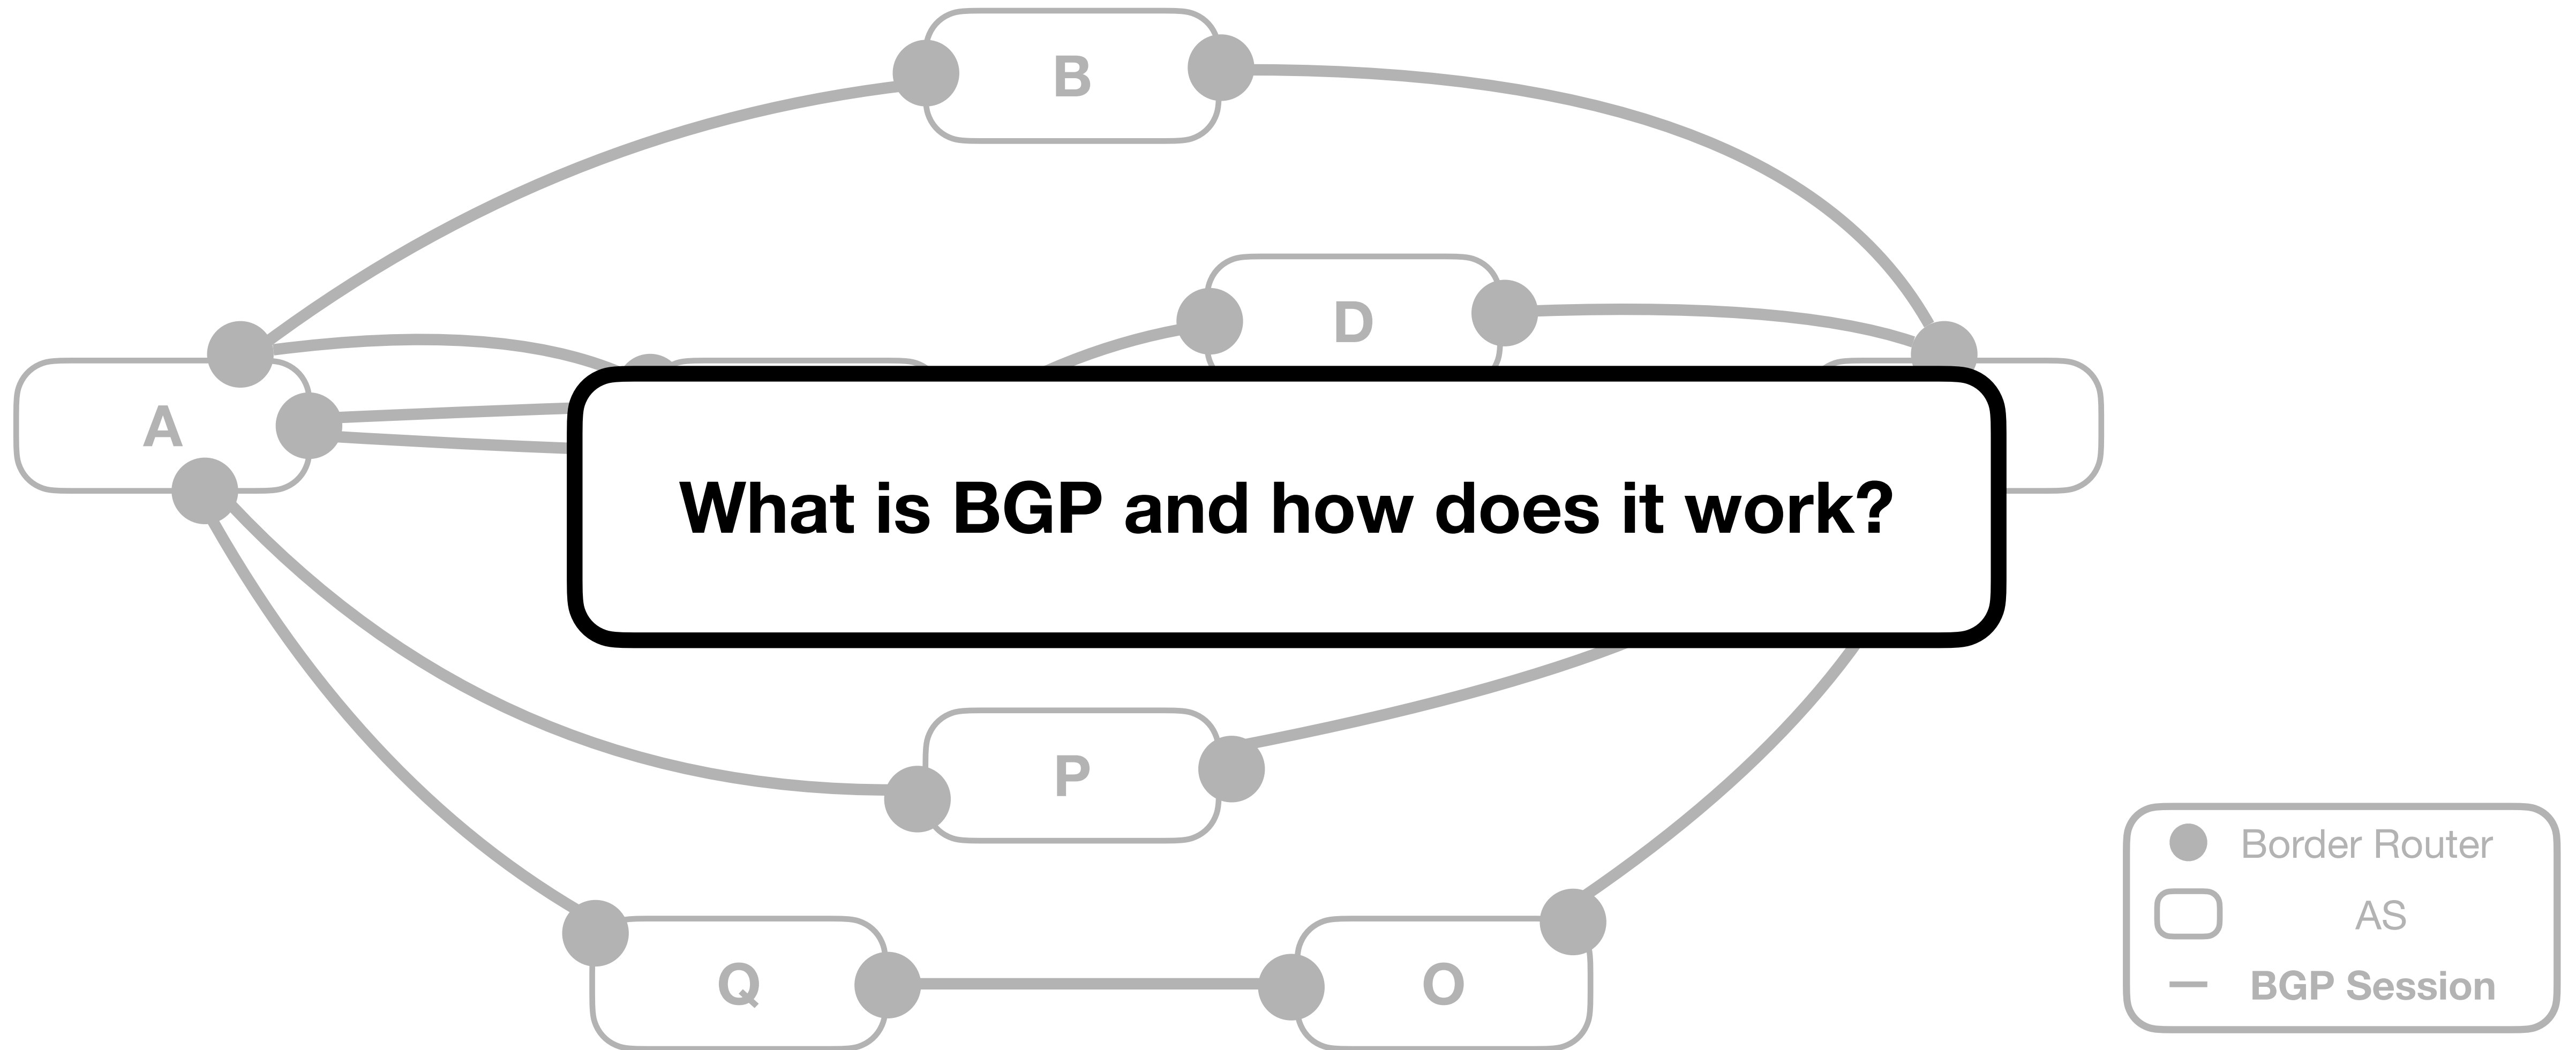 B
D
A
What is BGP and how does it work?
P
Q
O
Border Router
AS
BGP Session